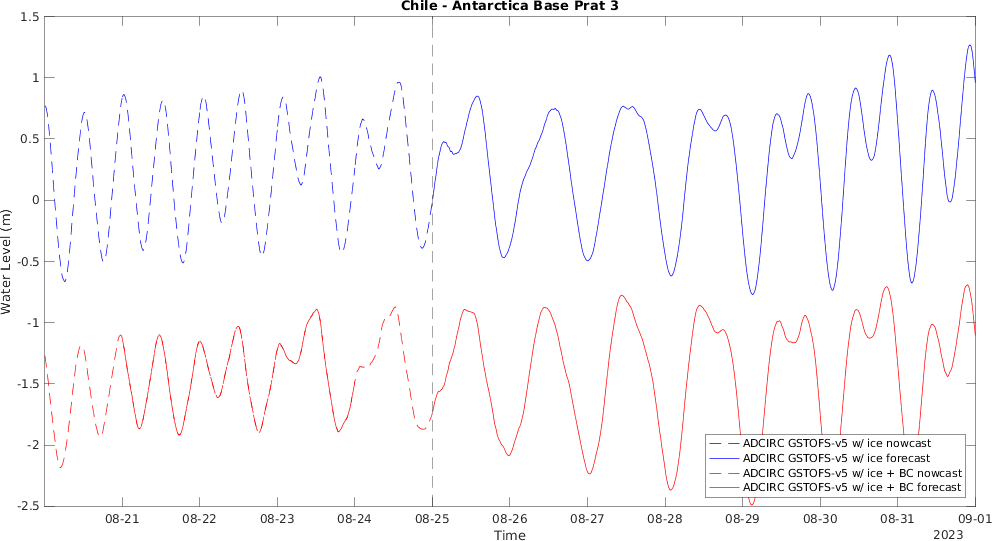 Chile - Antarctica Base Prat 3
1.5
1
0.5
0
-0.5
-1
-1.5
-2
-2.5
Water Level (m)
ADCIRC GSTOFS-v5 w/ ice nowcast
ADCIRC GSTOFS-v5 w/ ice forecast
ADCIRC GSTOFS-v5 w/ ice + BC nowcast
ADCIRC GSTOFS-v5 w/ ice + BC forecast
08-21 08-22 08-23 08-24 08-25 08-26 08-27 08-28 08-29 08-30 08-31 09-01
Time
2023